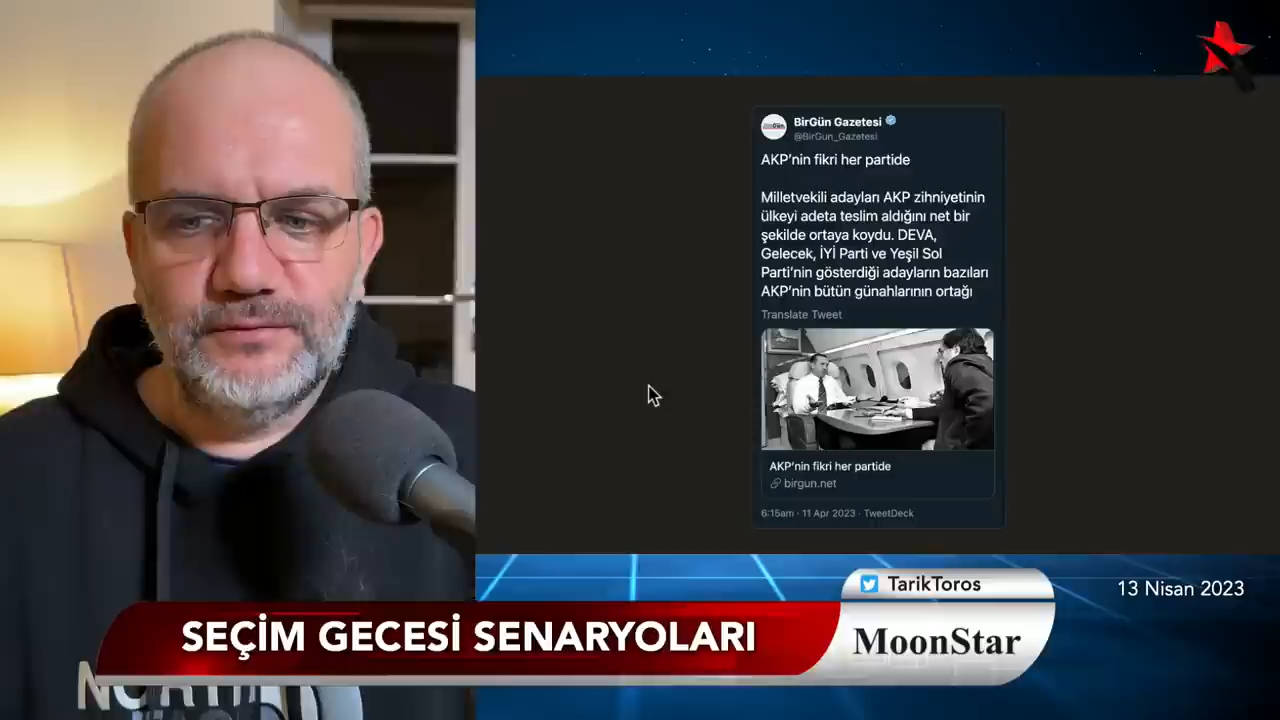 BirGün Gazetesi
@BirGun_Gazetesi
AKP'nin fikri her partide
Milletvekili adayları AKP zihniyetinin
ülkeyi adeta teslim aldığını net bir
şekilde ortaya koydu. DEVA,
Gelecek, İYİ Parti ve Yeşil Sol
Parti'nin gösterdiği adayların bazıları
AKP'nin bütün günahlarının ortağı
Translate Tweet
AKP'nin fikri her partide
birgun.net
6:15am · 11 Apr 2023 · TweetDeck
TarikToros
13 Nisan 2023
SEÇİM GECESİ SENARYOLARI
MoonStar